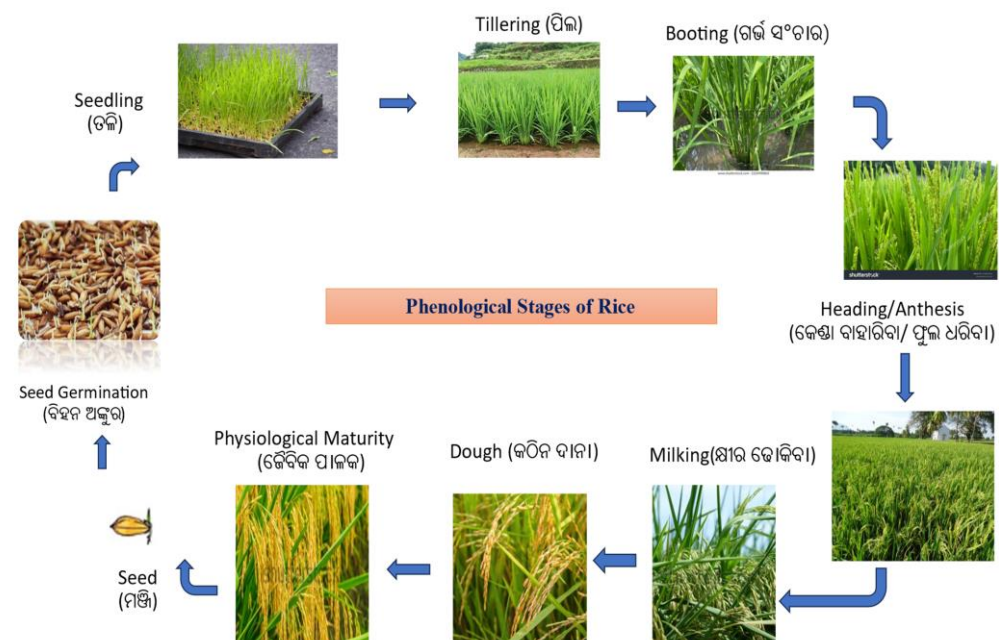 Phenological Stages of Rice
Seed
(ମଞ୍ଜି)
Seed Germination
(ବିହନ ଅଙ୍କୁର)
Seedling
(ତଳି)
Tillering (ପିଲ)
Booting (ଗର୍ଭ ସଂଚାର)
Heading/Anthesis
(କେଣ୍ଡା ବାହାରିବା/ ଫୁଲ ଧରିବା)
Milking(କ୍ଷୀର ଢୋକିବା)
Dough (କଠିନ ଦାନା)
Physiological Maturity
(ଜୈବିକ ପାଳକ)
shutterstock